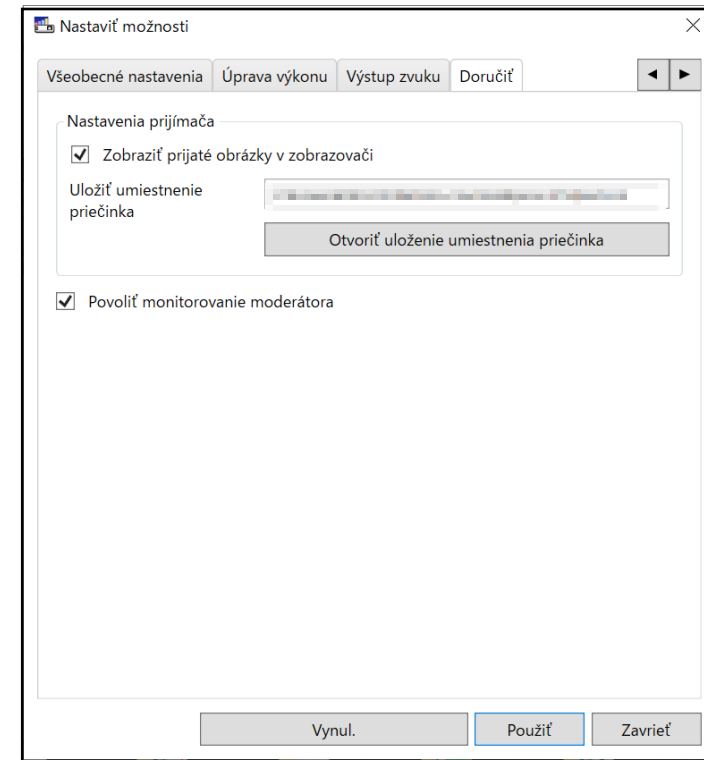 Nastaviť možnosti
Všeobecné nastavenia Úprava výkonu Výstup zvuku Doručiť
Nastavenia prijímača
Zobraziť prijaté obrázky v zobrazovači
Uložiť umiestnenie
priečinka
Otvoriť uloženie umiestnenia priečinka
Povoliť monitorovanie moderátora
Vynul. Použiť Zavrieť